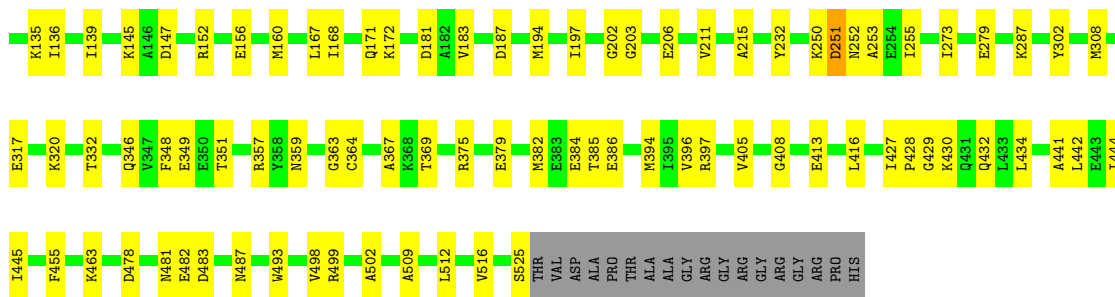 K135 I136 I139 K145 A146 D147 R152 E156 M160 L167 I168 Q171 K172 D181 A182 V183 D187 M194 I197 G202 G203 E206 V211 A215 Y232 K250 D251 N252 A253 E254 I255 I273 E279 K287 Y302 M308
E317 K320 T332 Q346 V347 F348 E349 E350 T351 R357 Y358 N359 G363 C364 A367 K368 T369 R375 E379 M382 E383 E384 T385 E386 M394 I395 V396 R397 V405 G408 E413 L416 I427 P428 G429 K430 Q431 Q432 L433 L434 A441 L442 E443
I445 F455 K463 D478 N481 E482 D483 N487 W493 V498 R499 A502 A509 L512 V516 S525 THR VAL ASP ALA PRO THR ALA ALA GLY ARG GLY ARG GLY ARG GLY ARG PRO HIS